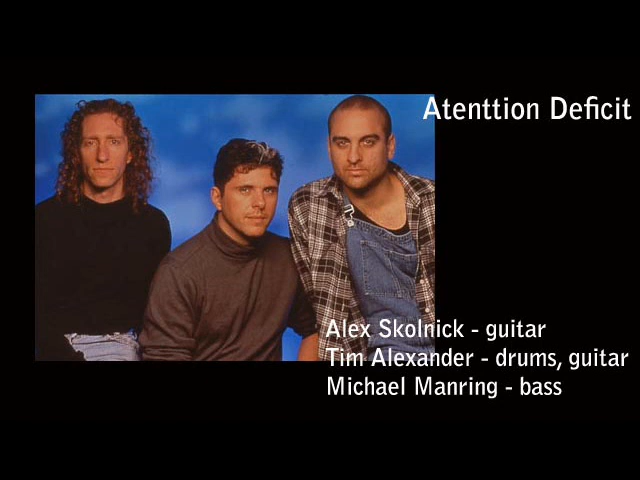 Atenttion Deficit
Alex Skolnick - guitar
Tim Alexander - drums, guitar
Michael Manring - bass